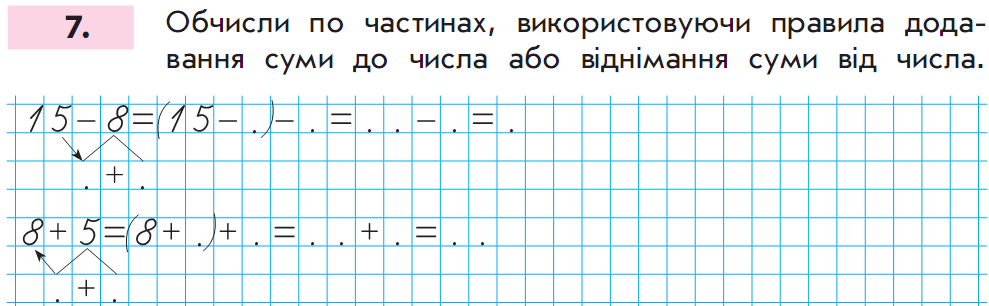 7.
Обчисли по частинах, використовуючи правила дода-
вання суми до числа або віднімання суми від числа.
15 − 8 = (15 − .) − . = . . − . = .
. + .
8 + 5 = (8 + .) + . = . . + . = . .
. + .